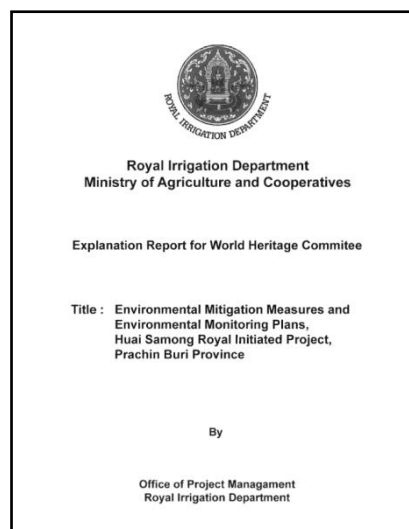 ROYAL IRRIGATION DEPARTMENT
Royal Irrigation Department
Ministry of Agriculture and Cooperatives
Explanation Report for World Heritage Commitee
Title : Environmental Mitigation Measures and
Environmental Monitoring Plans,
Huai Samong Royal Initiated Project,
Prachin Buri Province
By
Office of Project Managament
Royal Irrigation Department